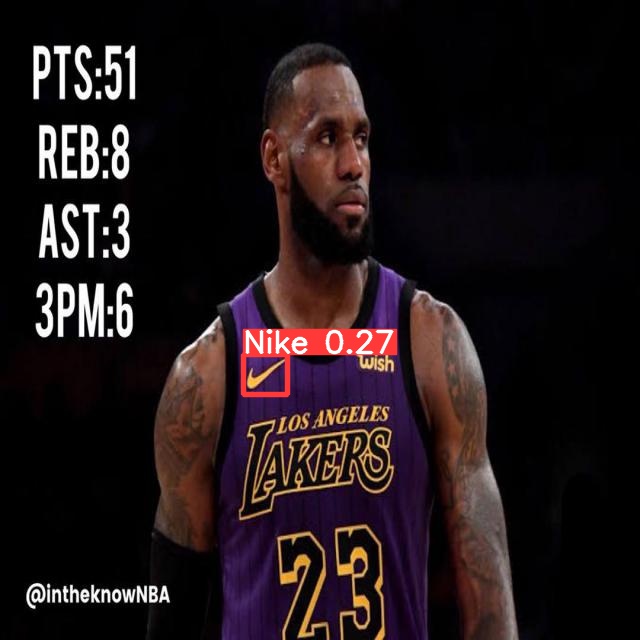 PTS:51
REB:8
AST:3
3PM:6
Nike 0.27
wish
LOS ANGELES
LAKERS
23
@intheknowNBA